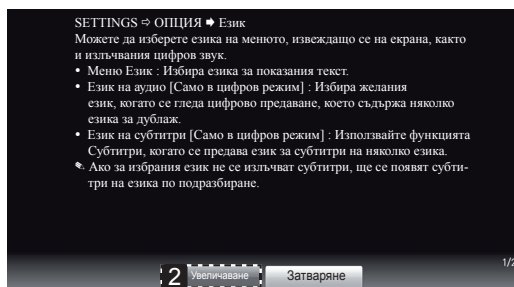 SETTINGS ⇨ ОПЦИЯ ➡ Език
Можете да изберете езика на менюто, извеждащо се на екрана, както
и излъчвания цифров звук.
• Меню Език : Избира езика за показания текст.
• Език на аудио [Само в цифров режим] : Избира желания
език, когато се гледа цифрово предаване, което съдържа няколко
езика за дублаж.
• Език на субтитри [Само в цифров режим] : Използвайте функцията
Субтитри, когато се предава език за субтитри на няколко езика.
✎ Ако за избрания език не се излъчват субтитри, ще се появят субти-
три на езика по подразбиране.
1/2
2 Увеличаване Затваряне